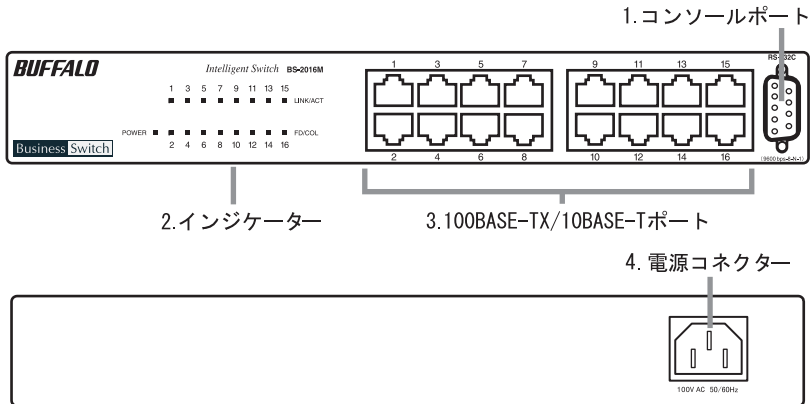 1.コンソールポート
BUFFALO
Intelligent Switch BS-2016M
1 3 5 7 9 11 13 15
LINK/ACT
POWER
FD/COL
2 4 6 8 10 12 14 16
Business Switch
1 3 5 7 9 11 13 15
2 4 6 8 10 12 14 16
RS-232C
(9600 bps-8-N-1)
2.インジケーター
3.100BASE-TX/10BASE-Tポート
4.電源コネクター
100V AC 50/60Hz